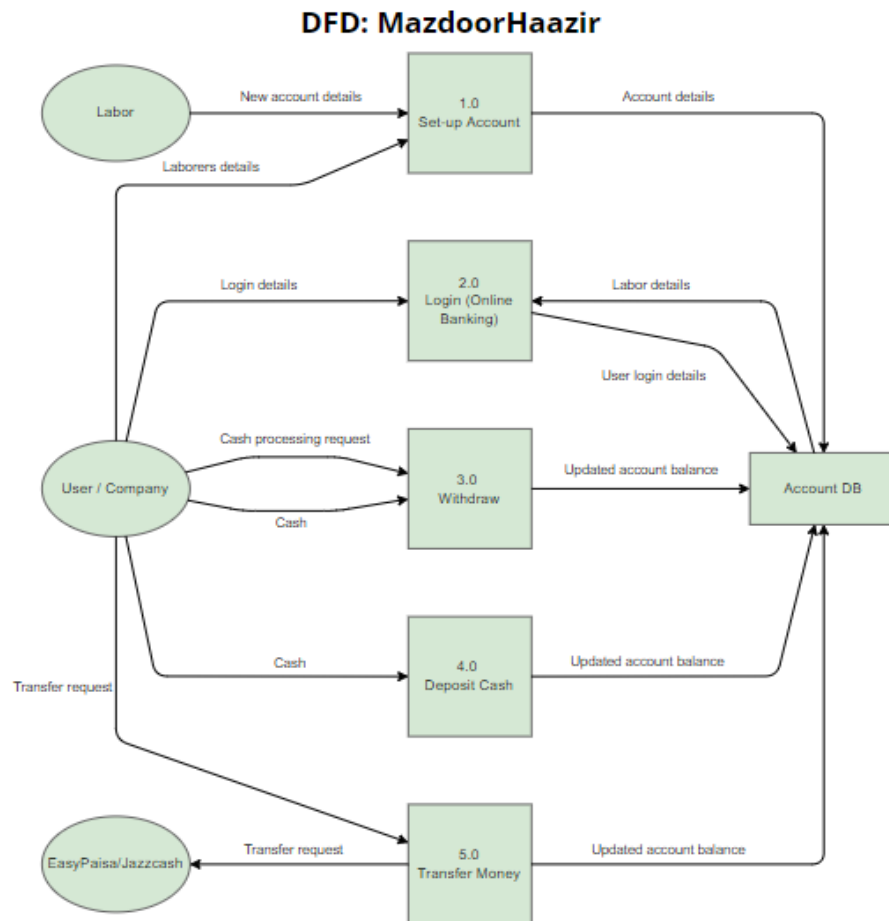 DFD: MazdoorHaazir
Labor
New account details
1.0
Set-up Account
Account details
Laborers details
Login details
2.0
Login (Online
Banking)
Labor details
User login details
User / Company
Cash processing request
Cash
3.0
Withdraw
Updated account balance
Account DB
Cash
4.0
Deposit Cash
Updated account balance
Transfer request
EasyPaisa/Jazzcash
Transfer request
5.0
Transfer Money
Updated account balance